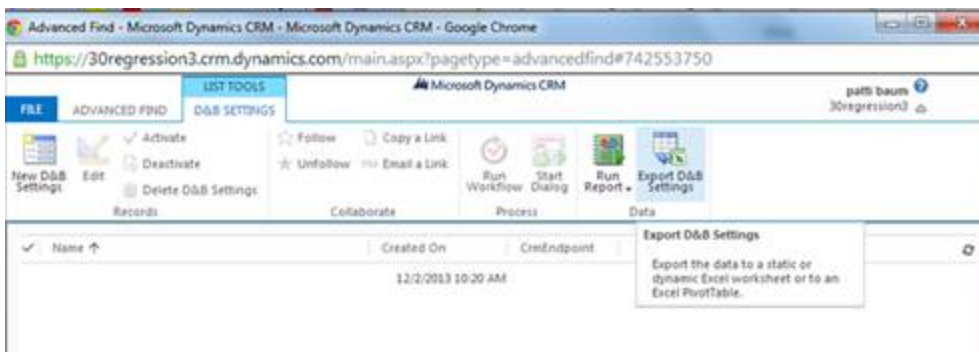 Advanced Find - Microsoft Dynamics CRM - Microsoft Dynamics CRM - Google Chrome
https://30regression3.crm.dynamics.com/main.aspx?pagetype=advancedfind#742553750
LIST TOOLS Microsoft Dynamics CRM patti baum
FILE ADVANCED FIND D&B SETTINGS 30regression3
New D&B Settings Edit
Activate
Deactivate
Delete D&B Settings
Records
Follow Copy a Link
Unfollow Email a Link
Collaborate
Run Workflow Start Dialog
Process
Run Report Export D&B Settings
Data
Name Created On CrmEndpoint
12/2/2013 10:20 AM
Export D&B Settings
Export the data to a static or
dynamic Excel worksheet or to an
Excel PivotTable.